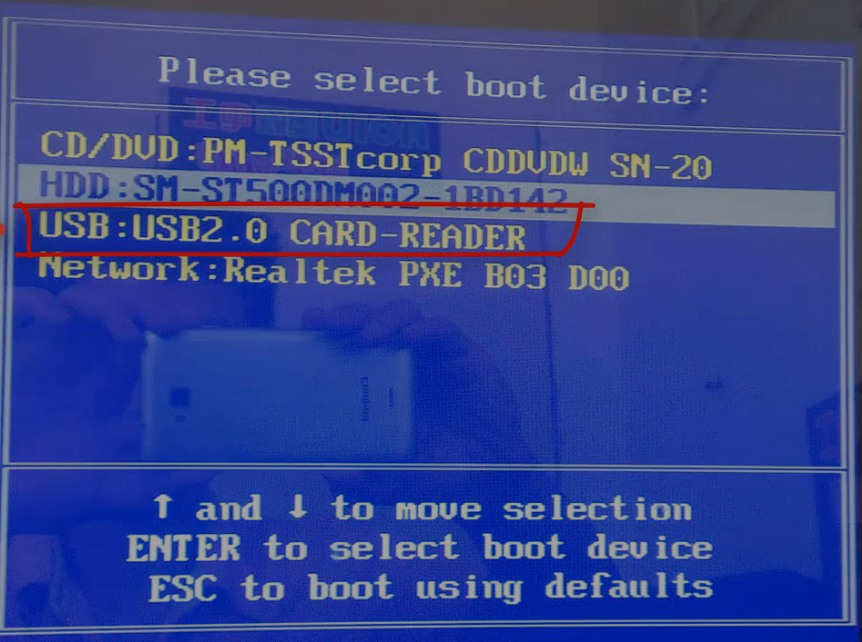 Please select boot device:
CD/DVD:PM-TSSTcorp CDDVDW SN-20
HDD:SM-ST500DM002-1BD142
USB:USB2.0 CARD-READER
Network:Realtek PXE B03 D00
↑ and ↓ to move selection
ENTER to select boot device
ESC to boot using defaults